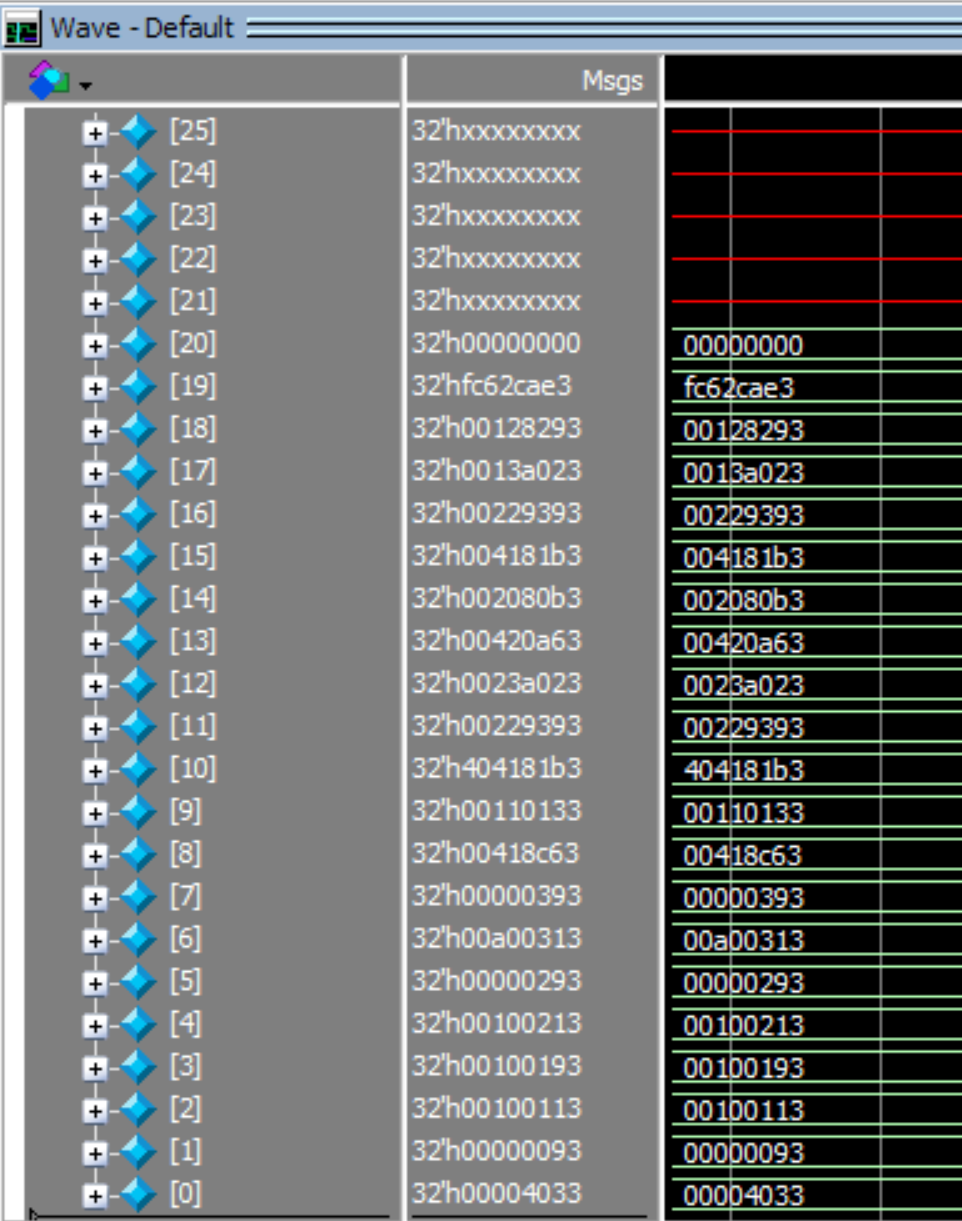 Wave - Default
Msgs
[25] 32'hxxxxxxxx
[24] 32'hxxxxxxxx
[23] 32'hxxxxxxxx
[22] 32'hxxxxxxxx
[21] 32'hxxxxxxxx
[20] 32'h00000000 00000000
[19] 32'hfc62cae3 fc62cae3
[18] 32'h00128293 00128293
[17] 32'h0013a023 0013a023
[16] 32'h00229393 00229393
[15] 32'h004181b3 004181b3
[14] 32'h002080b3 002080b3
[13] 32'h00420a63 00420a63
[12] 32'h0023a023 0023a023
[11] 32'h00229393 00229393
[10] 32'h404181b3 404181b3
[9] 32'h00110133 00110133
[8] 32'h00418c63 00418c63
[7] 32'h00000393 00000393
[6] 32'h00a00313 00a00313
[5] 32'h00000293 00000293
[4] 32'h00100213 00100213
[3] 32'h00100193 00100193
[2] 32'h00100113 00100113
[1] 32'h00000093 00000093
[0] 32'h00004033 00004033